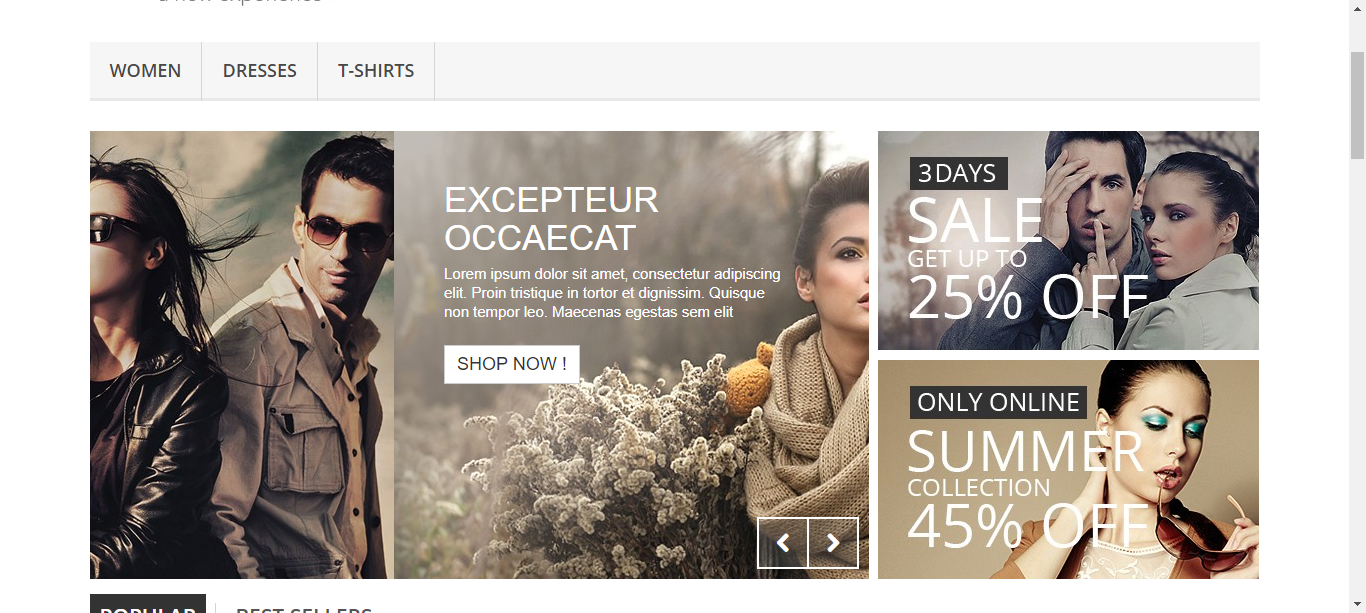 a new experience
WOMEN
DRESSES
T-SHIRTS
EXCEPTEUR
OCCAECAT
Lorem ipsum dolor sit amet, consectetur adipiscing
elit. Proin tristique in tortor et dignissim. Quisque
non tempor leo. Maecenas egestas sem elit
SHOP NOW !
3 DAYS
SALE
GET UP TO
25% OFF
ONLY ONLINE
SUMMER
COLLECTION
45% OFF
POPULAR
BEST SELLERS